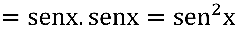 = senx. senx = sen²x